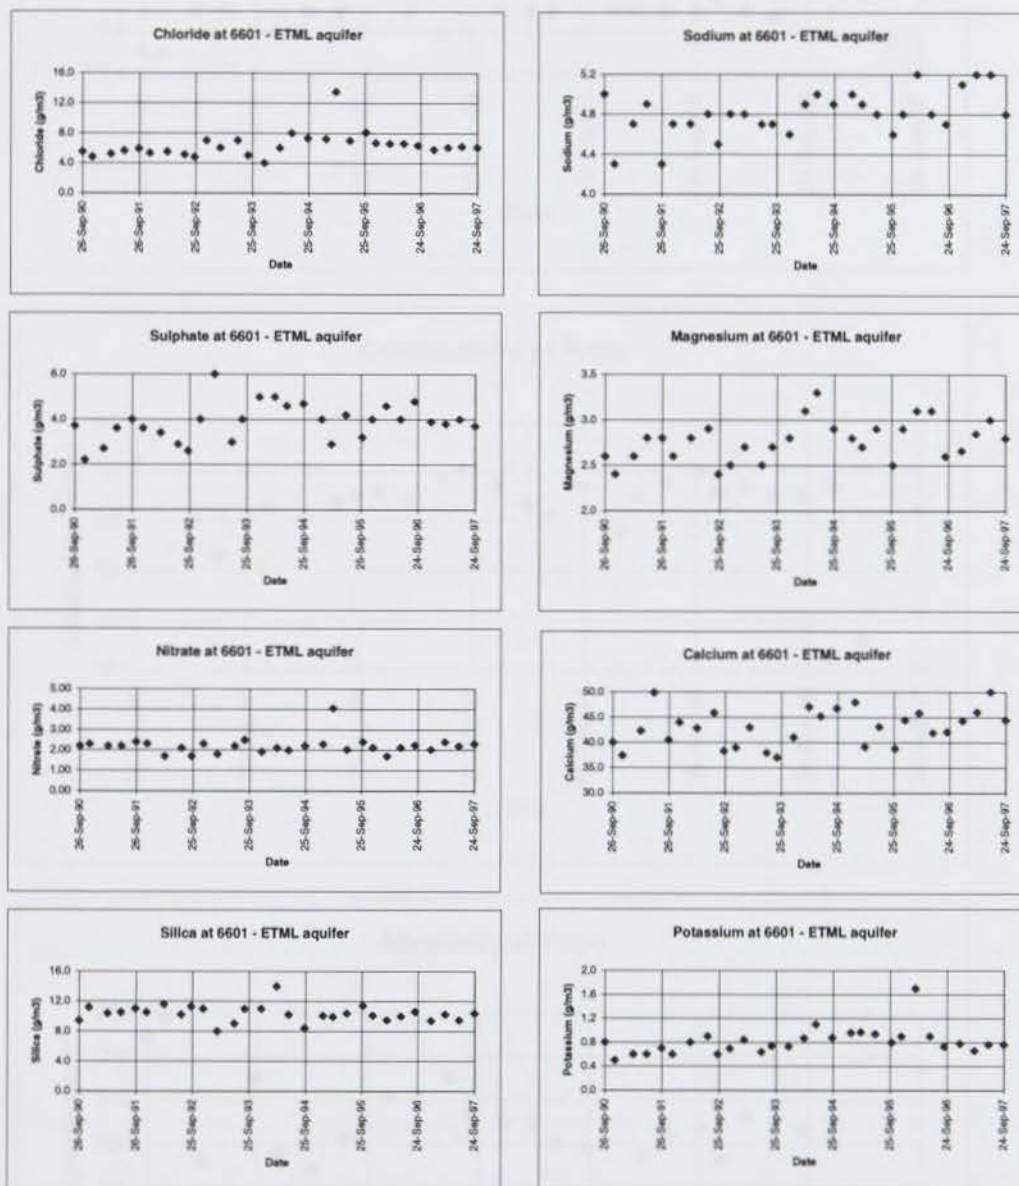 Chloride at 6601 - ETML aquifer
16.0
12.0
8.0
4.0
0.0
Chloride (g/m3)
26-Sep-90
26-Sep-91
25-Sep-92
25-Sep-93
25-Sep-94
25-Sep-95
24-Sep-96
24-Sep-97
Date
Sodium at 6601 - ETML aquifer
5.2
4.8
4.4
4.0
Sodium (g/m3)
26-Sep-90
26-Sep-91
25-Sep-92
25-Sep-93
25-Sep-94
25-Sep-95
24-Sep-96
24-Sep-97
Date
Sulphate at 6601 - ETML aquifer
6.0
4.0
2.0
0.0
Sulphate (g/m3)
26-Sep-90
26-Sep-91
25-Sep-92
25-Sep-93
25-Sep-94
25-Sep-95
24-Sep-96
24-Sep-97
Date
Magnesium at 6601 - ETML aquifer
3.5
3.0
2.5
2.0
Magnesium (g/m3)
26-Sep-90
26-Sep-91
25-Sep-92
25-Sep-93
25-Sep-94
25-Sep-95
24-Sep-96
24-Sep-97
Date
Nitrate at 6601 - ETML aquifer
5.00
4.00
3.00
2.00
1.00
0.00
Nitrate (g/m3)
26-Sep-90
26-Sep-91
25-Sep-92
25-Sep-93
25-Sep-94
25-Sep-95
24-Sep-96
24-Sep-97
Date
Calcium at 6601 - ETML aquifer
50.0
45.0
40.0
35.0
30.0
Calcium (g/m3)
26-Sep-90
26-Sep-91
25-Sep-92
25-Sep-93
25-Sep-94
25-Sep-95
24-Sep-96
24-Sep-97
Date
Silica at 6601 - ETML aquifer
16.0
12.0
8.0
4.0
0.0
Silica (g/m3)
26-Sep-90
26-Sep-91
25-Sep-92
25-Sep-93
25-Sep-94
25-Sep-95
24-Sep-96
24-Sep-97
Date
Potassium at 6601 - ETML aquifer
2.0
1.6
1.2
0.8
0.4
0.0
Potassium (g/m3)
26-Sep-90
26-Sep-91
25-Sep-92
25-Sep-93
25-Sep-94
25-Sep-95
24-Sep-96
24-Sep-97
Date